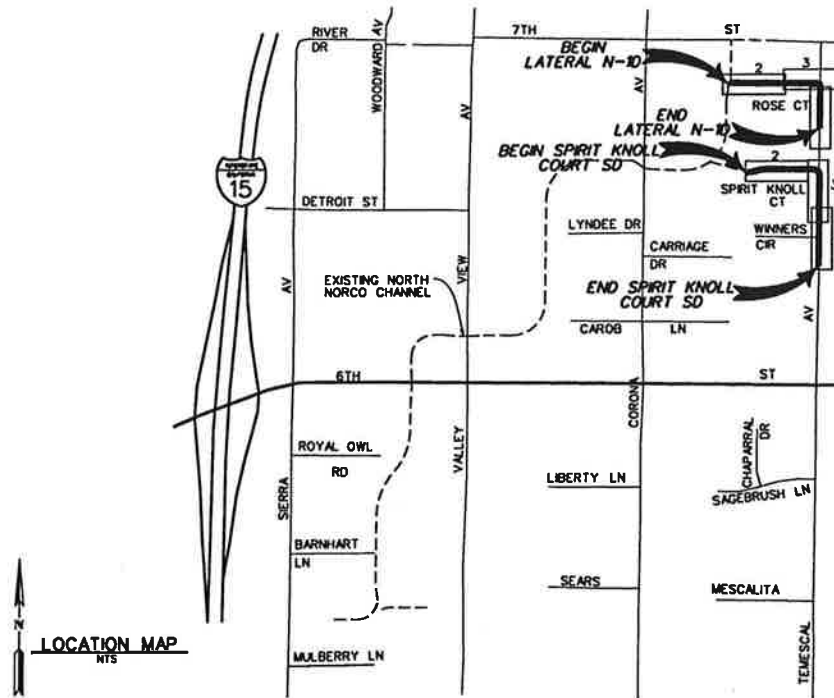 RIVER
DR
WOODWARD AV
7TH
ST
BEGIN
LATERAL N-10
AV
AV
2
3
ROSE CT
END
LATERAL N-10
BEGIN SPIRIT KNOLL
COURT SD
2
3
SPIRIT KNOLL
CT
15
DETROIT ST
LYNDEE DR
WINNERS
CIR
CARRIAGE
DR
VIEW
AV
EXISTING NORTH
NORCO CHANNEL
END SPIRIT KNOLL
COURT SD
AV
CAROB LN
6TH
ST
CORONA
VALLEY
SIERRA
ROYAL OWL
RD
CHAPARRAL
DR
LIBERTY LN
SAGEBRUSH LN
BARNHART
LN
SEARS
MESCALITA
TEMESCAL
MULBERRY LN
N
LOCATION MAP
NTS